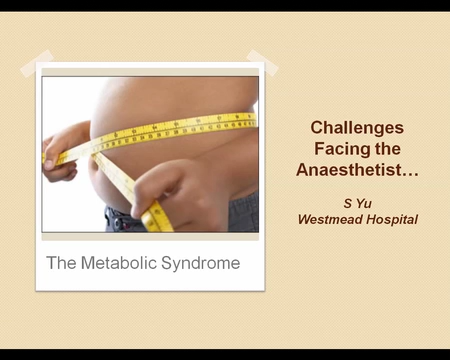 The Metabolic Syndrome
Challenges
Facing the
Anaesthetist…
S Yu
Westmead Hospital